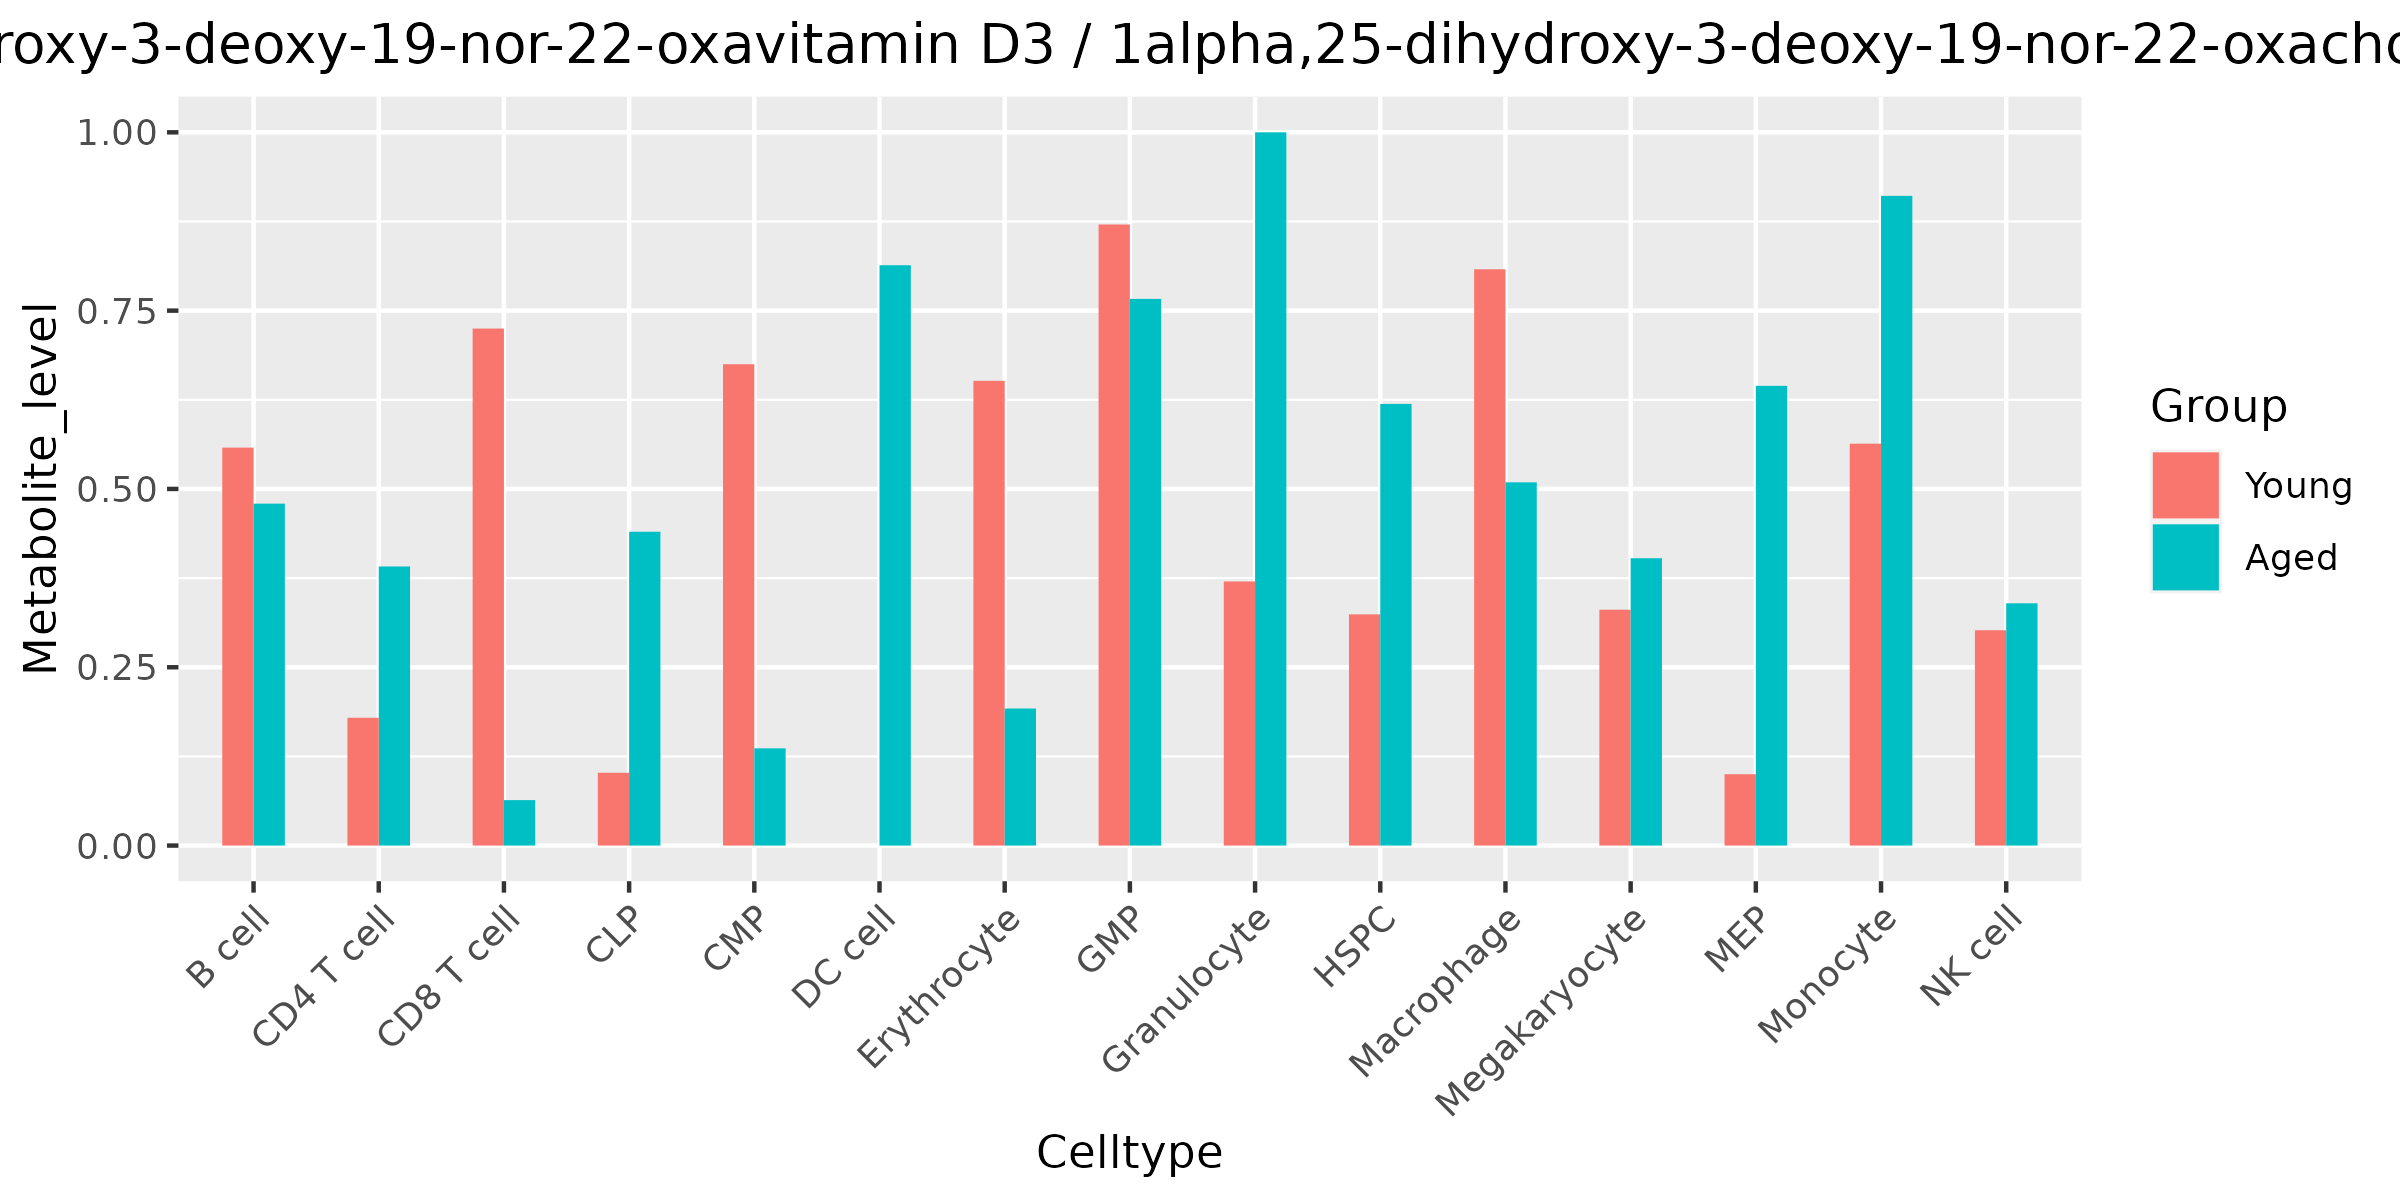 roxy-3-deoxy-19-nor-22-oxavitamin D3 / 1alpha,25-dihydroxy-3-deoxy-19-nor-22-oxacho
1.00
0.75
0.50
0.25
0.00
Metabolite_level
B cell
CD4 T cell
CD8 T cell
CLP
CMP
DC cell
Erythrocyte
GMP
Granulocyte
HSPC
Macrophage
Megakaryocyte
MEP
Monocyte
NK cell
Celltype
Group
Young
Aged